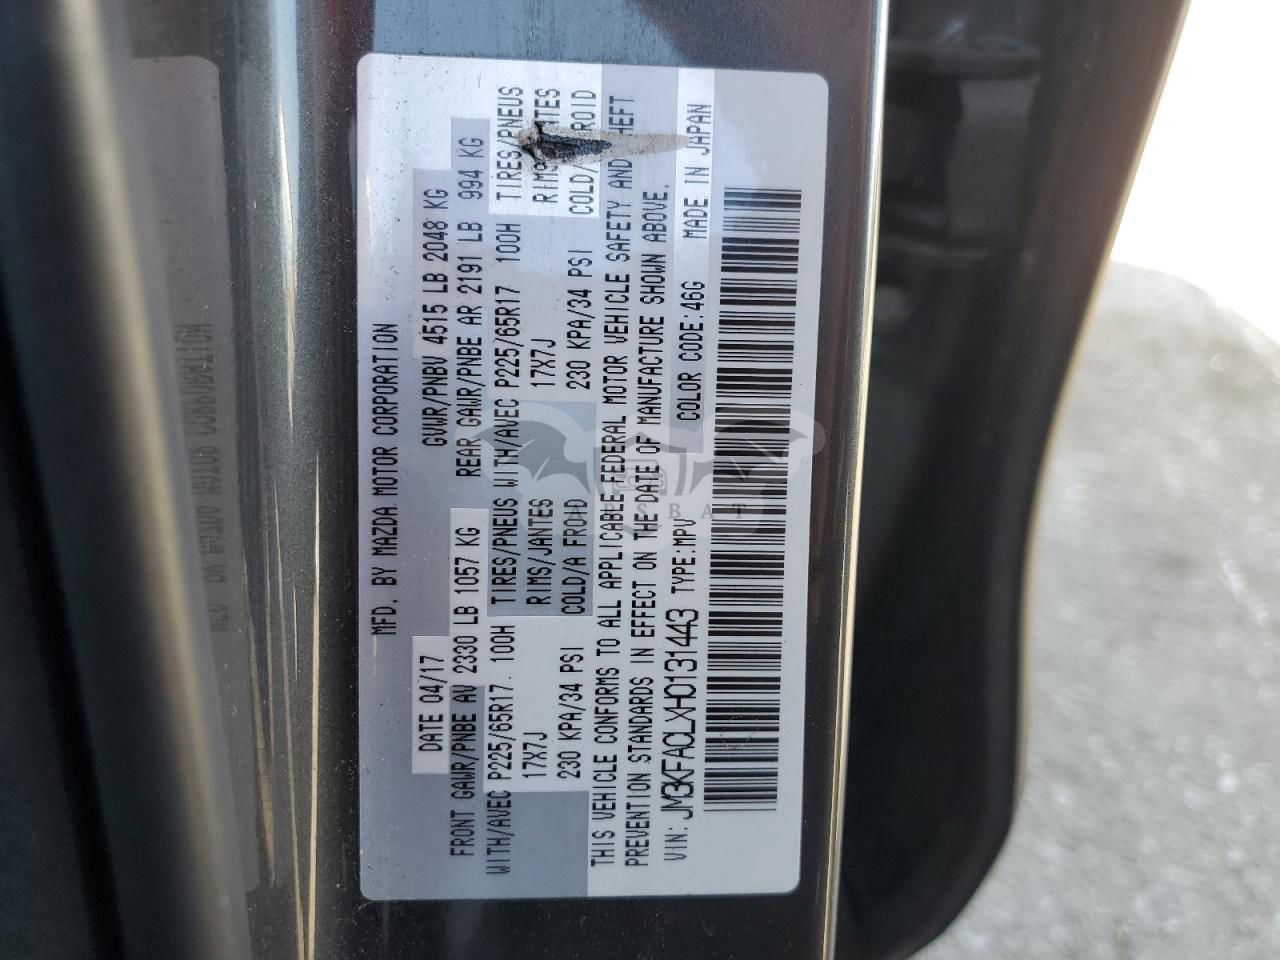 MFD. BY MAZDA MOTOR CORPORATION
DATE 04/17 GVWR/PNBV 4515 LB 2048 KG
FRONT GAWR/PNBE AV 2330 LB 1057 KG REAR GAWR/PNBE AR 2191 LB 994 KG
WITH/AVEC P225/65R17 100H TIRES/PNEUS WITH/AVEC P225/65R17 100H TIRES/PNEUS
17X7J RIMS/JANTES 17X7J RIMS
230 KPA/34 PSI COLD/A FROID 230 KPA/34 PSI COLD/
THIS VEHICLE CONFORMS TO ALL APPLICABLE FEDERAL MOTOR VEHICLE SAFETY AND
PREVENTION STANDARDS IN EFFECT ON THE DATE OF MANUFACTURE SHOWN ABOVE.
VIN: JM3KFACLXH0131443 TYPE:MPV COLOR CODE:46G MADE IN JAPAN